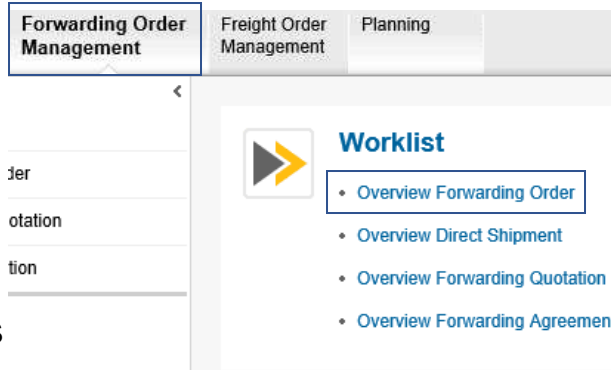 Forwarding Order
Management
Freight Order
Management
Planning
Worklist
der
otation
tion
• Overview Forwarding Order
• Overview Direct Shipment
• Overview Forwarding Quotation
• Overview Forwarding Agreemen